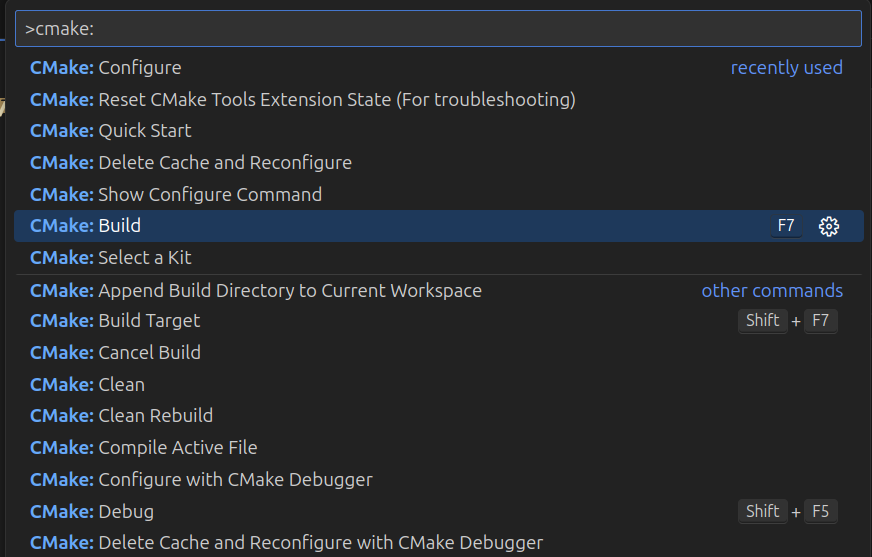 >cmake:
CMake: Configure recently used
CMake: Reset CMake Tools Extension State (For troubleshooting)
CMake: Quick Start
CMake: Delete Cache and Reconfigure
CMake: Show Configure Command
CMake: Build F7
CMake: Select a Kit
CMake: Append Build Directory to Current Workspace other commands
CMake: Build Target Shift + F7
CMake: Cancel Build
CMake: Clean
CMake: Clean Rebuild
CMake: Compile Active File
CMake: Configure with CMake Debugger
CMake: Debug Shift + F5
CMake: Delete Cache and Reconfigure with CMake Debugger